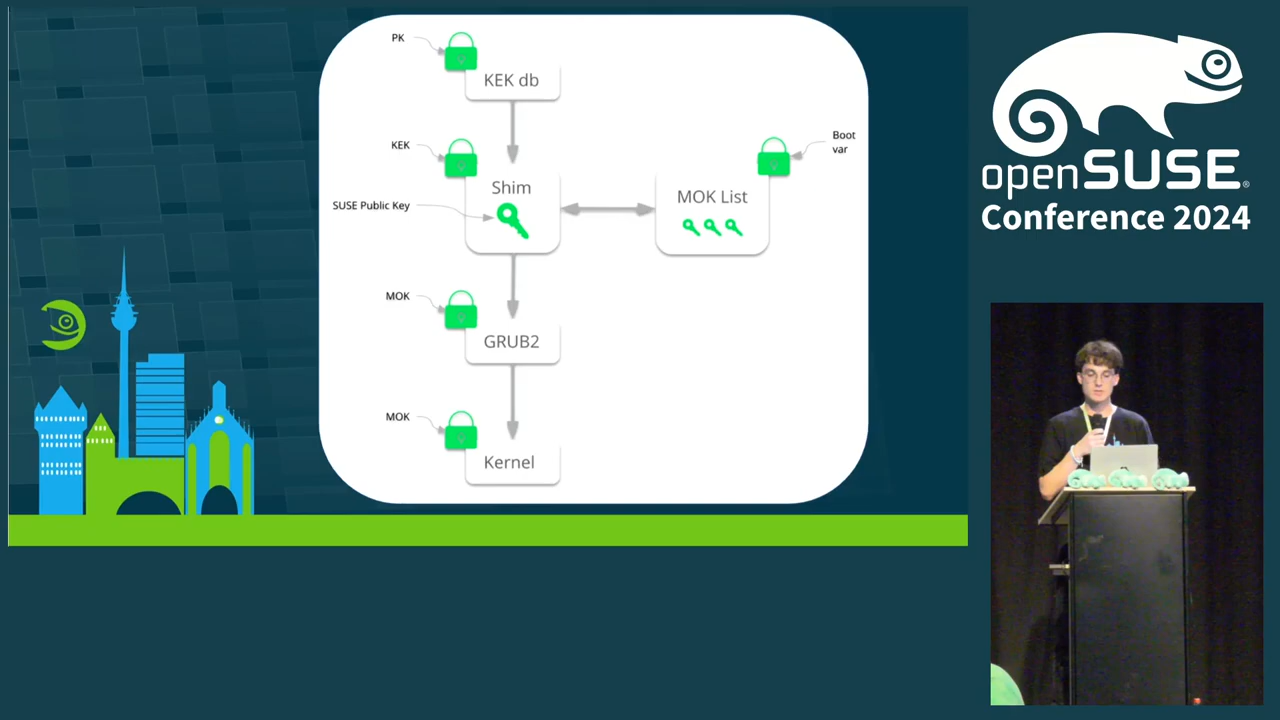 PK
KEK db
KEK
Shim
SUSE Public Key
Boot
var
MOK List
MOK
GRUB2
MOK
Kernel
openSUSE
Conference 2024